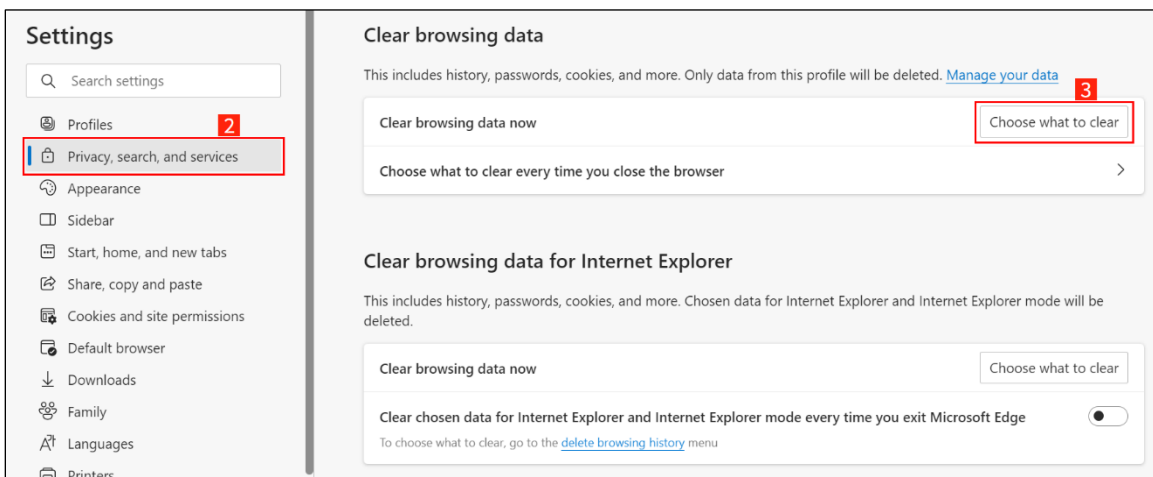 Settings
Search settings
Profiles
2
Privacy, search, and services
Appearance
Sidebar
Start, home, and new tabs
Share, copy and paste
Cookies and site permissions
Default browser
Downloads
Family
Languages
Printers
Clear browsing data
This includes history, passwords, cookies, and more. Only data from this profile will be deleted. Manage your data
3
Clear browsing data now
Choose what to clear
Choose what to clear every time you close the browser
Clear browsing data for Internet Explorer
This includes history, passwords, cookies, and more. Chosen data for Internet Explorer and Internet Explorer mode will be
deleted.
Clear browsing data now
Choose what to clear
Clear chosen data for Internet Explorer and Internet Explorer mode every time you exit Microsoft Edge
To choose what to clear, go to the delete browsing history menu